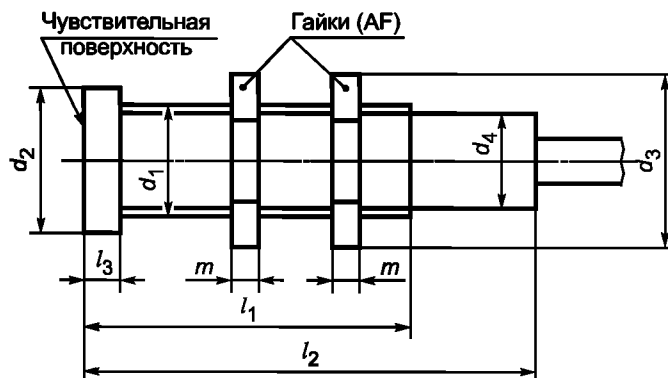 Чувствительная
поверхность
Гайки (AF)
d2
d1
d4
d3
l3
m
m
l1
l2